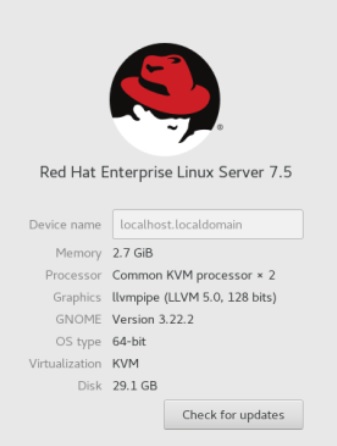 ®
Red Hat Enterprise Linux Server 7.5
Device name localhost.localdomain
Memory 2.7 GiB
Processor Common KVM processor × 2
Graphics llvmpipe (LLVM 5.0, 128 bits)
GNOME Version 3.22.2
OS type 64-bit
Virtualization KVM
Disk 29.1 GB
Check for updates